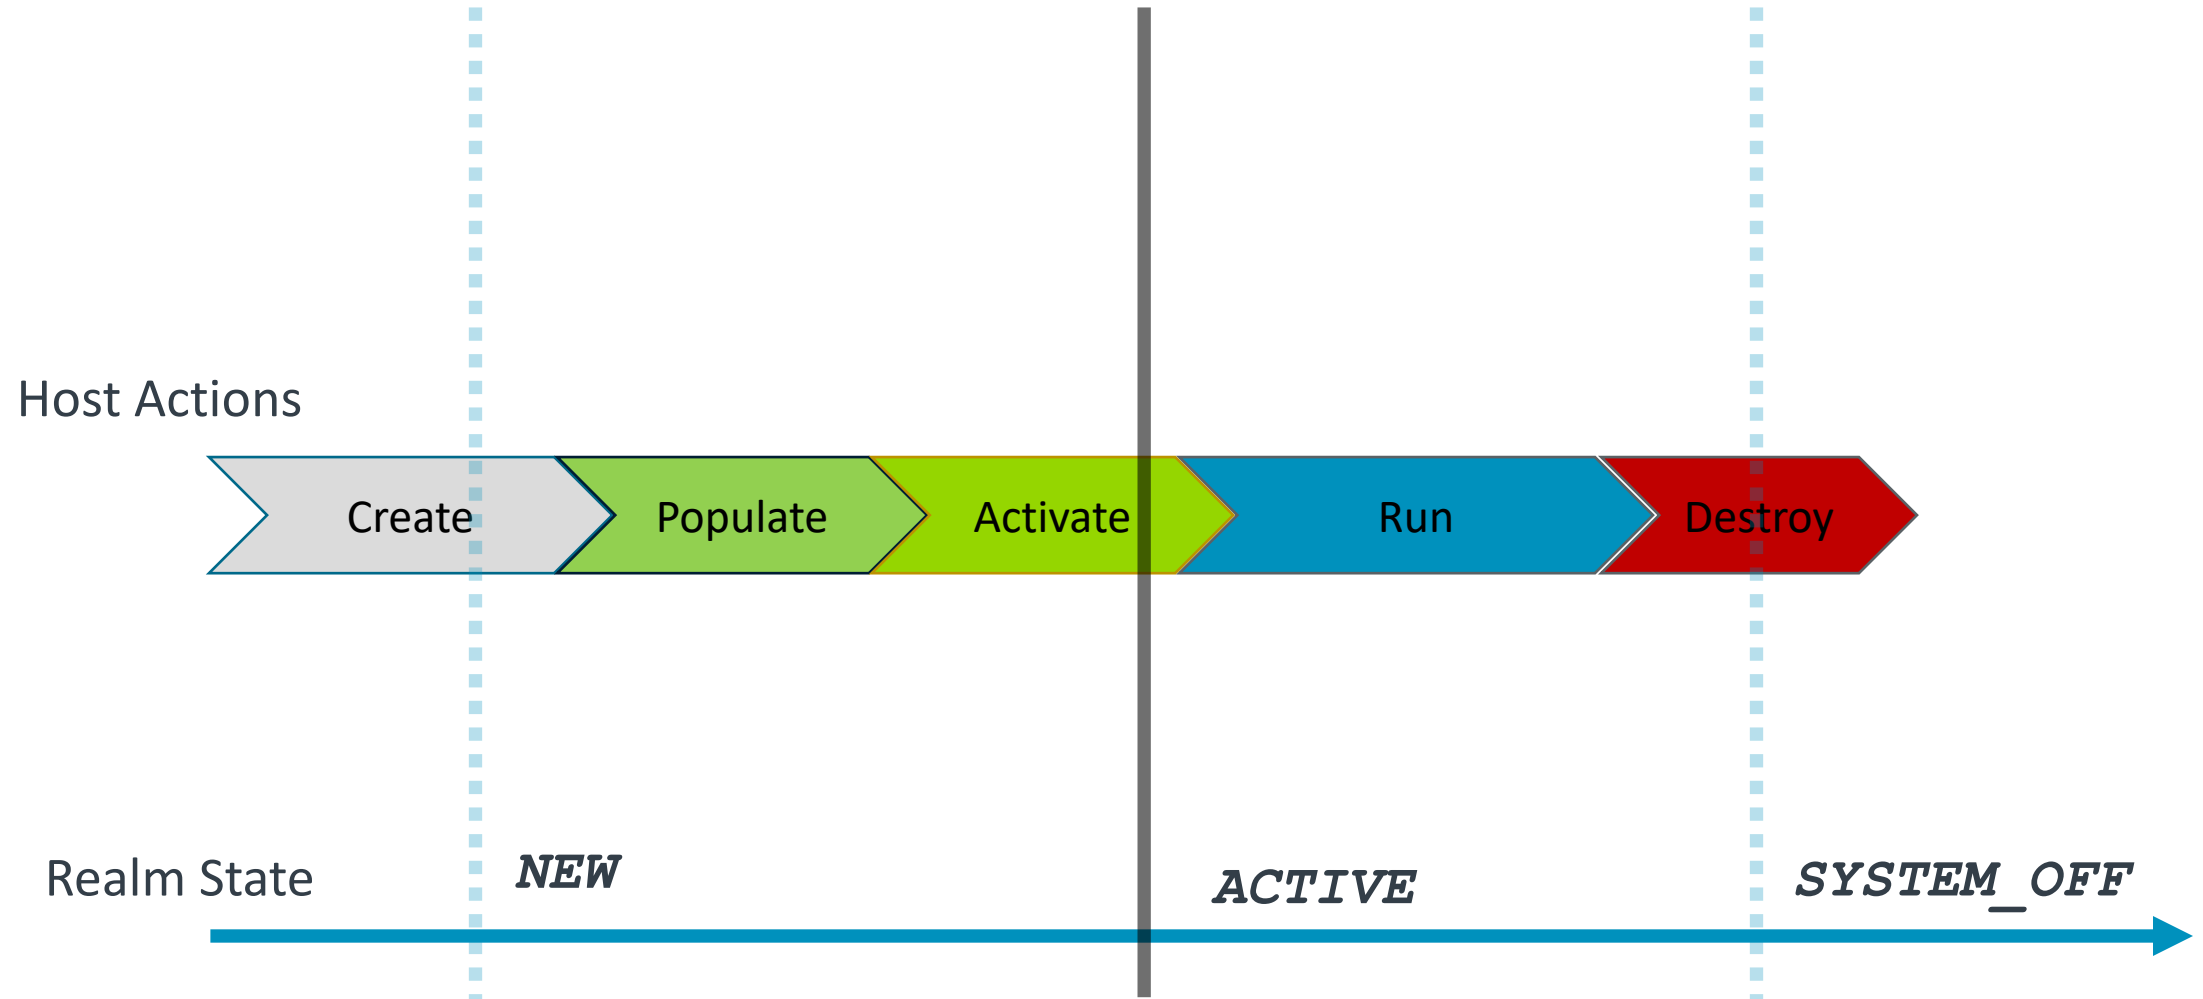 Host Actions
Create
Populate
Activate
Run
Destroy
Realm State
NEW
ACTIVE
SYSTEM_OFF